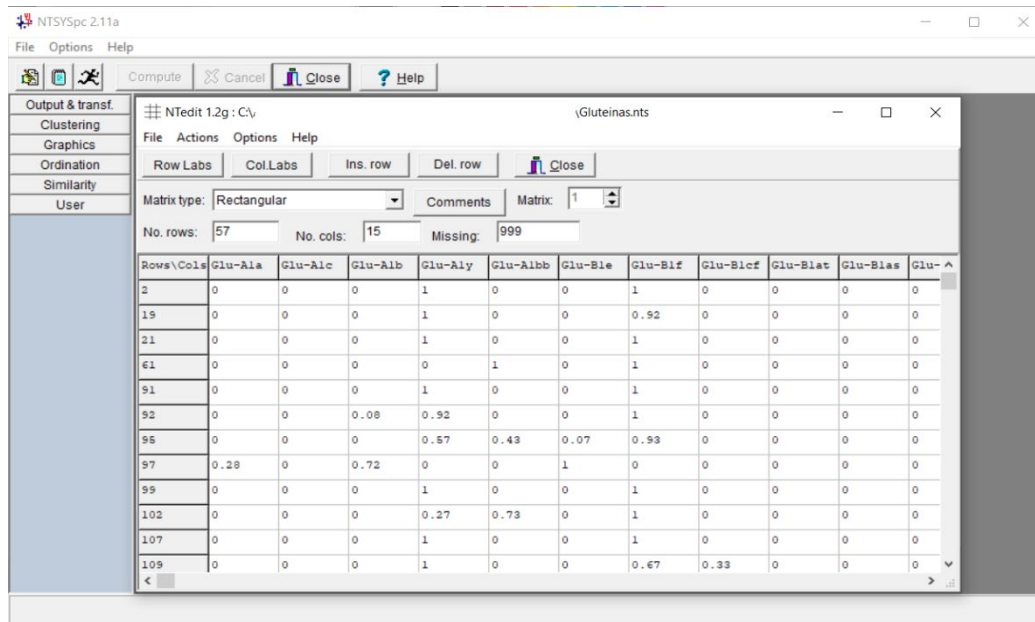 NTSYSpc 2.11a
File Options Help
Compute Cancel Close ? Help
Output & transf.
Clustering
Graphics
Ordination
Similarity
User
NTedit 1.2g : C:\ \Gluteinas.nts
File Actions Options Help
Row Labs Col.Labs Ins. row Del. row Close
Matrix type: Rectangular Comments Matrix: 1
No. rows: 57 No. cols: 15 Missing: 999
Rows\Cols Glu-A1a Glu-A1c Glu-A1b Glu-A1y Glu-A1bb Glu-B1e Glu-B1f Glu-B1cf Glu-B1at Glu-B1as Glu-
2 0 0 0 1 0 0 1 0 0 0 0
19 0 0 0 1 0 0 0.92 0 0 0 0
21 0 0 0 1 0 0 1 0 0 0 0
61 0 0 0 0 1 0 1 0 0 0 0
91 0 0 0 1 0 0 1 0 0 0 0
92 0 0 0.08 0.92 0 0 1 0 0 0 0
95 0 0 0 0.57 0.43 0.07 0.93 0 0 0 0
97 0.28 0 0.72 0 0 1 0 0 0 0 0
99 0 0 0 1 0 0 1 0 0 0 0
102 0 0 0 0.27 0.73 0 1 0 0 0 0
107 0 0 0 1 0 0 1 0 0 0 0
109 0 0 0 1 0 0 0.67 0.33 0 0 0